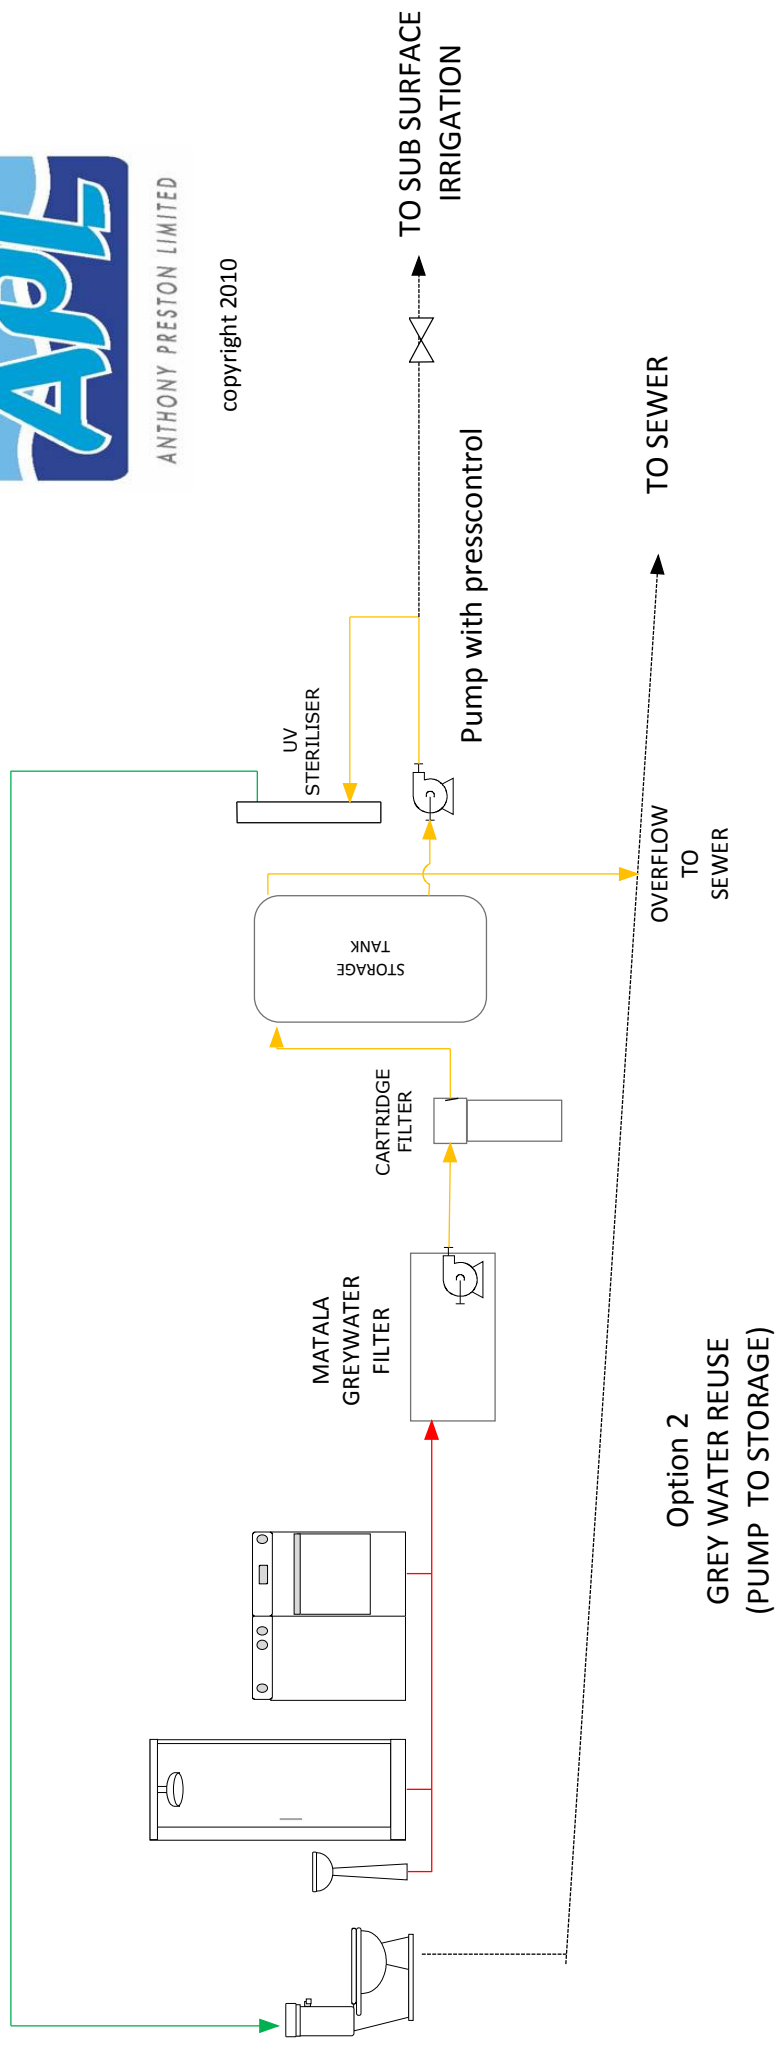 APL
ANTHONY PRESTON LIMITED
copyright 2010
TO SUB SURFACE
IRRIGATION
Pump with presscontrol
TO SEWER
UV
STERILISER
STORAGE
TANK
OVERFLOW
TO
SEWER
CARTRIDGE
FILTER
MATALA
GREYWATER
FILTER
Option 2
GREY WATER REUSE
(PUMP TO STORAGE)